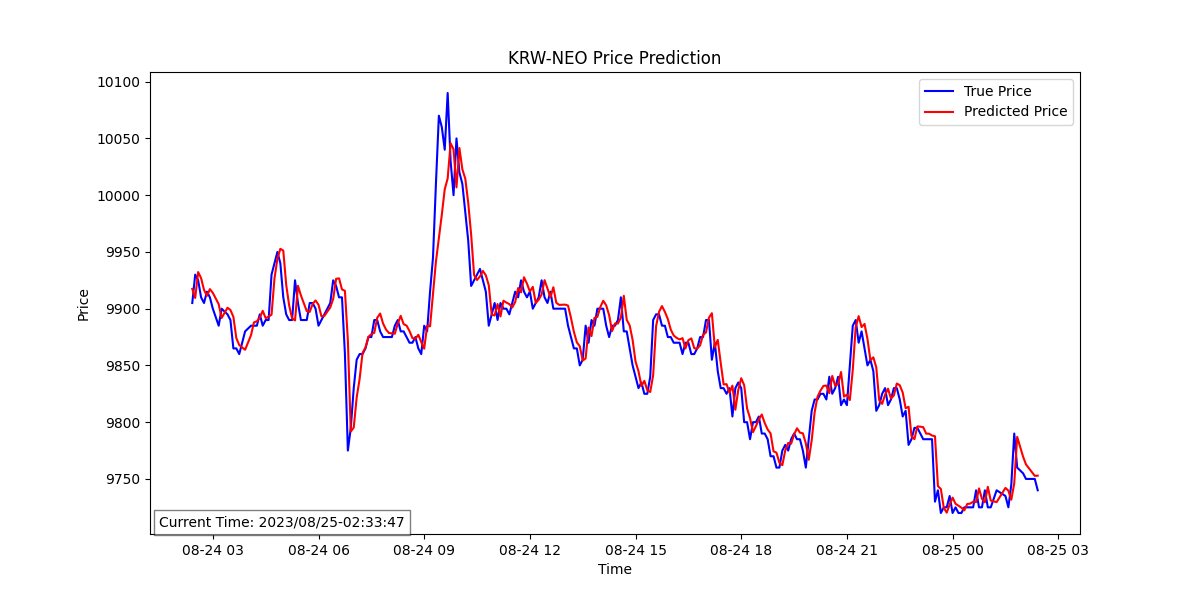 KRW-NEO Price Prediction
True Price
Predicted Price
Price
10100
10050
10000
9950
9900
9850
9800
9750
Current Time: 2023/08/25-02:33:47
08-24 03 08-24 06 08-24 09 08-24 12 08-24 15 08-24 18 08-24 21 08-25 00 08-25 03
Time